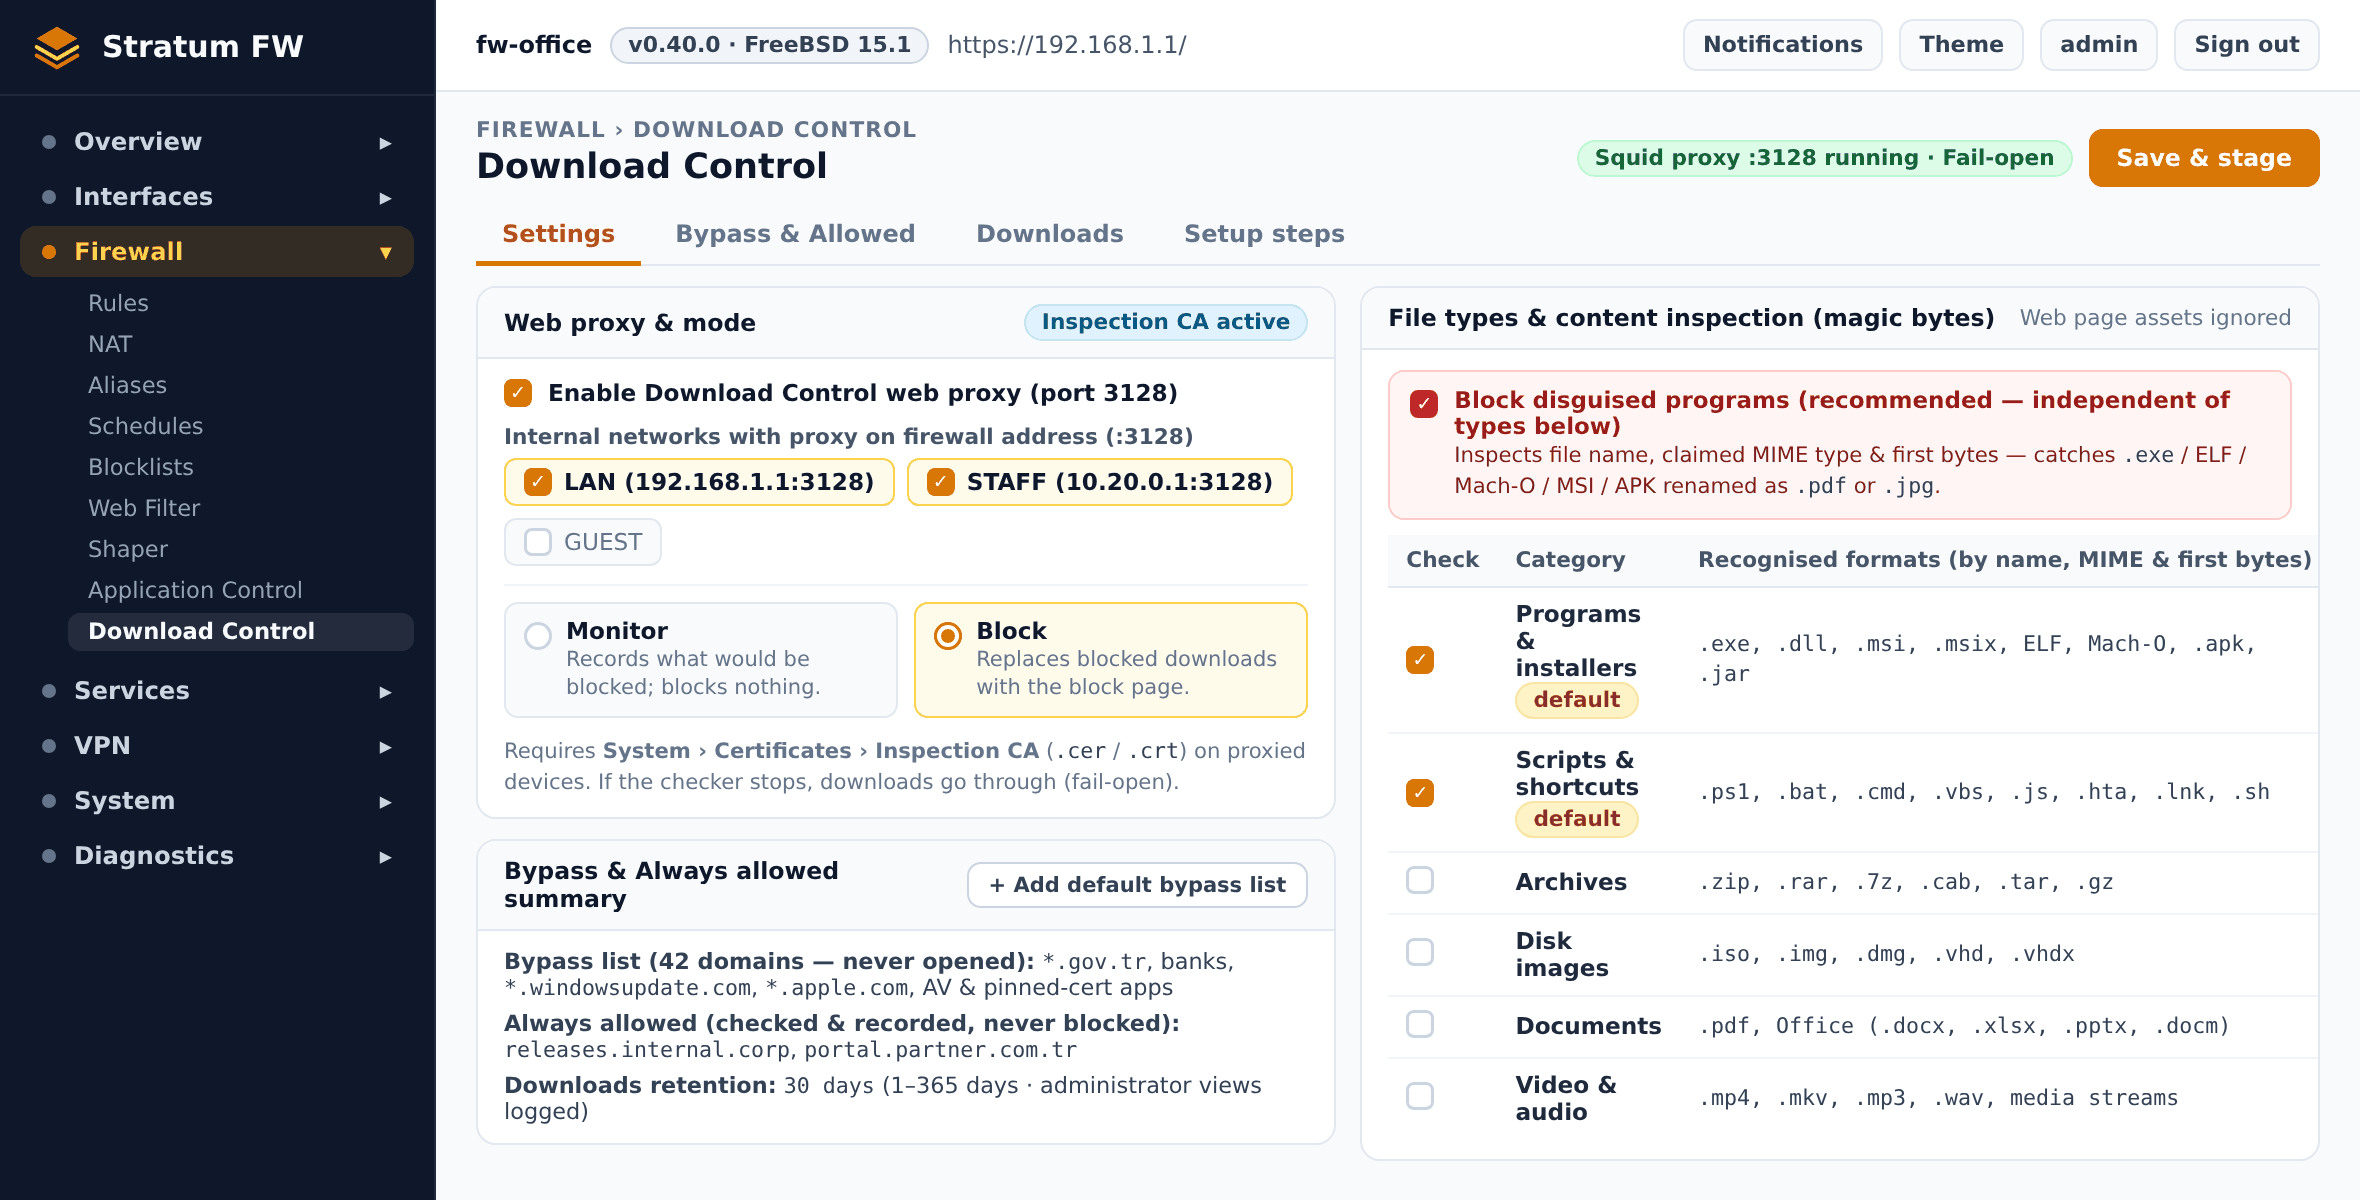 Stratum FW
Overview ▸
Interfaces ▸
Firewall ▾
Rules
NAT
Aliases
Schedules
Blocklists
Web Filter
Shaper
Application Control
Download Control
Services ▸
VPN ▸
System ▸
Diagnostics ▸
fw-office v0.40.0 · FreeBSD 15.1 https://192.168.1.1/ Notifications Theme admin Sign out
FIREWALL › DOWNLOAD CONTROL
Download Control
Squid proxy :3128 running · Fail-open Save & stage
Settings Bypass & Allowed Downloads Setup steps
Web proxy & mode Inspection CA active
✓ Enable Download Control web proxy (port 3128)
Internal networks with proxy on firewall address (:3128)
✓ LAN (192.168.1.1:3128) ✓ STAFF (10.20.0.1:3128)
GUEST
Monitor
Records what would be
blocked; blocks nothing.
Block
Replaces blocked downloads
with the block page.
Requires System › Certificates › Inspection CA (.cer / .crt) on proxied
devices. If the checker stops, downloads go through (fail-open).
Bypass & Always allowed
summary
+ Add default bypass list
Bypass list (42 domains — never opened): *.gov.tr, banks,
*.windowsupdate.com, *.apple.com, AV & pinned-cert apps
Always allowed (checked & recorded, never blocked):
releases.internal.corp, portal.partner.com.tr
Downloads retention: 30 days (1–365 days · administrator views
logged)
File types & content inspection (magic bytes) Web page assets ignored
✓ Block disguised programs (recommended — independent of
types below)
Inspects file name, claimed MIME type & first bytes — catches .exe / ELF /
Mach-O / MSI / APK renamed as .pdf or .jpg.
Check Category Recognised formats (by name, MIME & first bytes)
✓ Programs
&
installers
default
.exe, .dll, .msi, .msix, ELF, Mach-O, .apk,
.jar
✓ Scripts &
shortcuts
default
.ps1, .bat, .cmd, .vbs, .js, .hta, .lnk, .sh
Archives .zip, .rar, .7z, .cab, .tar, .gz
Disk
images
.iso, .img, .dmg, .vhd, .vhdx
Documents .pdf, Office (.docx, .xlsx, .pptx, .docm)
Video &
audio
.mp4, .mkv, .mp3, .wav, media streams